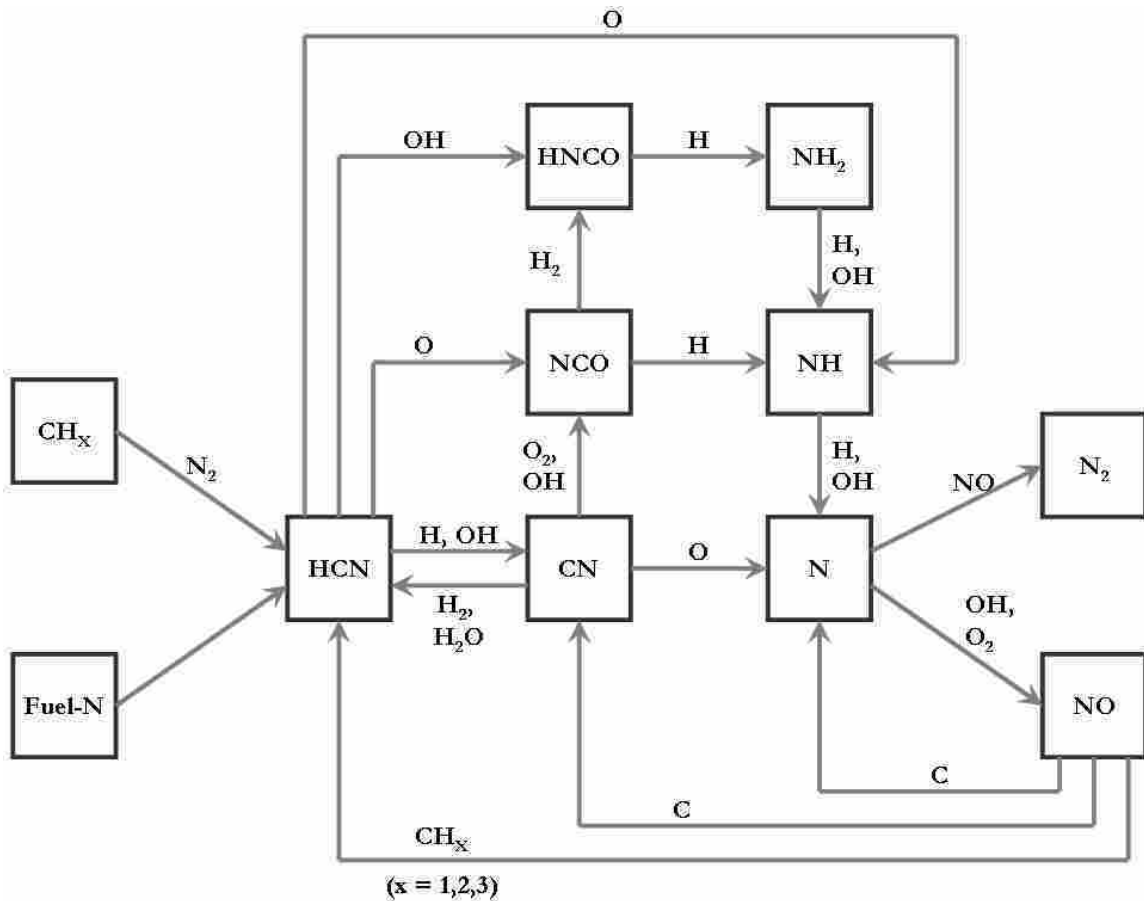 O
OH
HNCO
H
NH₂
H₂
H,
OH
O
NCO
H
NH
CHₓ
N₂
O₂,
OH
H,
OH
NO
N₂
HCN
H, OH
CN
O
N
H₂,
H₂O
OH,
O₂
Fuel-N
NO
C
C
CHₓ
(x = 1,2,3)